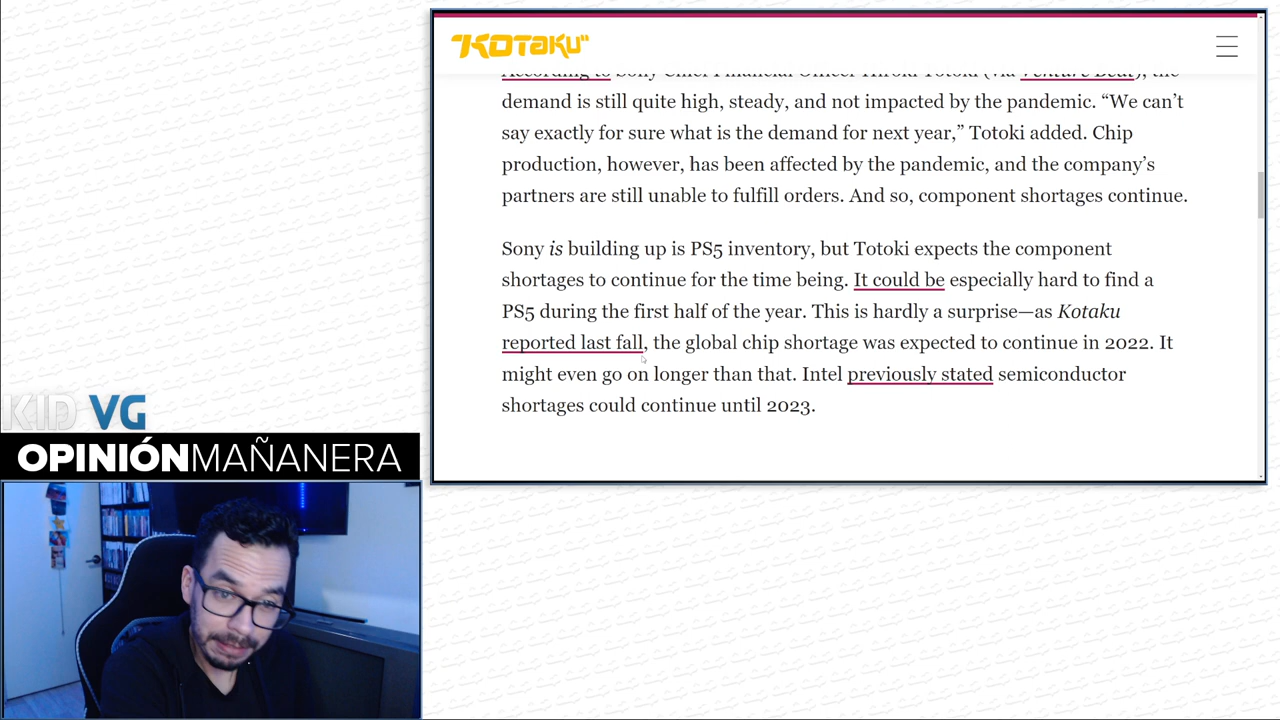 "KOTaKU"
According to Sony Chief Financial Officer Hiroki Totoki (via Venture Beat), the
demand is still quite high, steady, and not impacted by the pandemic. “We can’t
say exactly for sure what is the demand for next year,” Totoki added. Chip
production, however, has been affected by the pandemic, and the company’s
partners are still unable to fulfill orders. And so, component shortages continue.
Sony is building up is PS5 inventory, but Totoki expects the component
shortages to continue for the time being. It could be especially hard to find a
PS5 during the first half of the year. This is hardly a surprise—as Kotaku
reported last fall, the global chip shortage was expected to continue in 2022. It
might even go on longer than that. Intel previously stated semiconductor
shortages could continue until 2023.
KID VG
OPINIÓNMAÑANERA